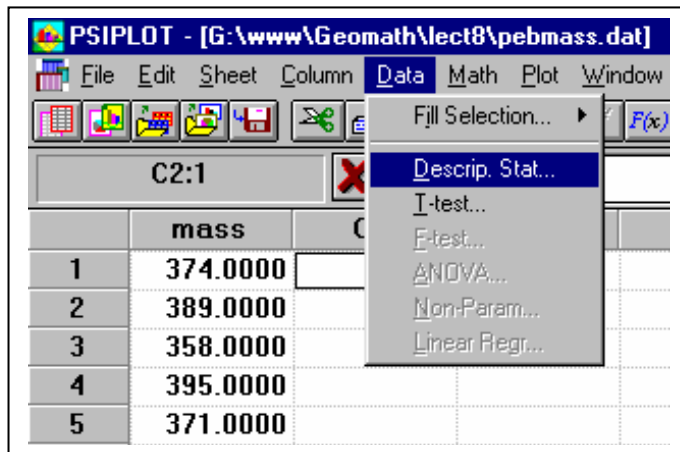 PSIPLOT - [G:\www\Geomath\lect8\pebmass.dat]
File Edit Sheet Column Data Math Plot Window
Fill Selection...
F(x)
C2:1
Descrip. Stat...
T-test...
F-test...
ANOVA...
Non-Param...
Linear Regr...
mass C
1 374.0000
2 389.0000
3 358.0000
4 395.0000
5 371.0000